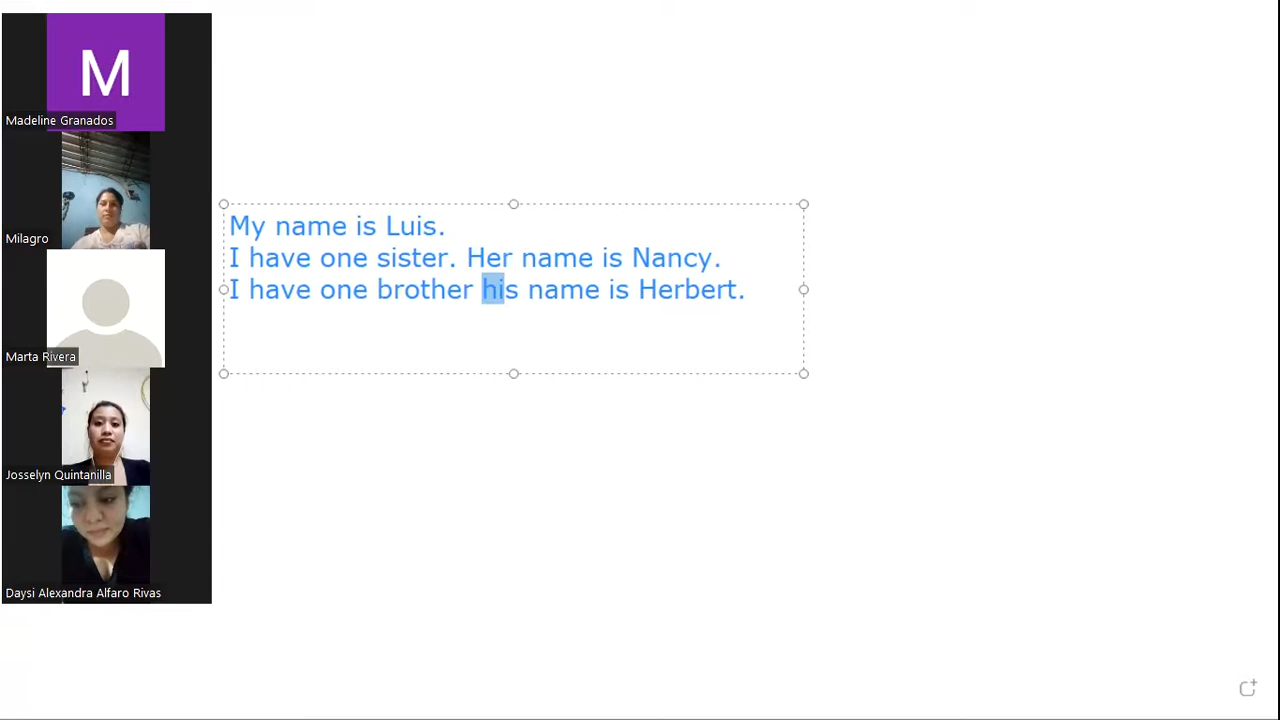 M
Madeline Granados
Milagro
Marta Rivera
Josselyn Quintanilla
Daysi Alexandra Alfaro Rivas
My name is Luis.
I have one sister. Her name is Nancy.
I have one brother his name is Herbert.